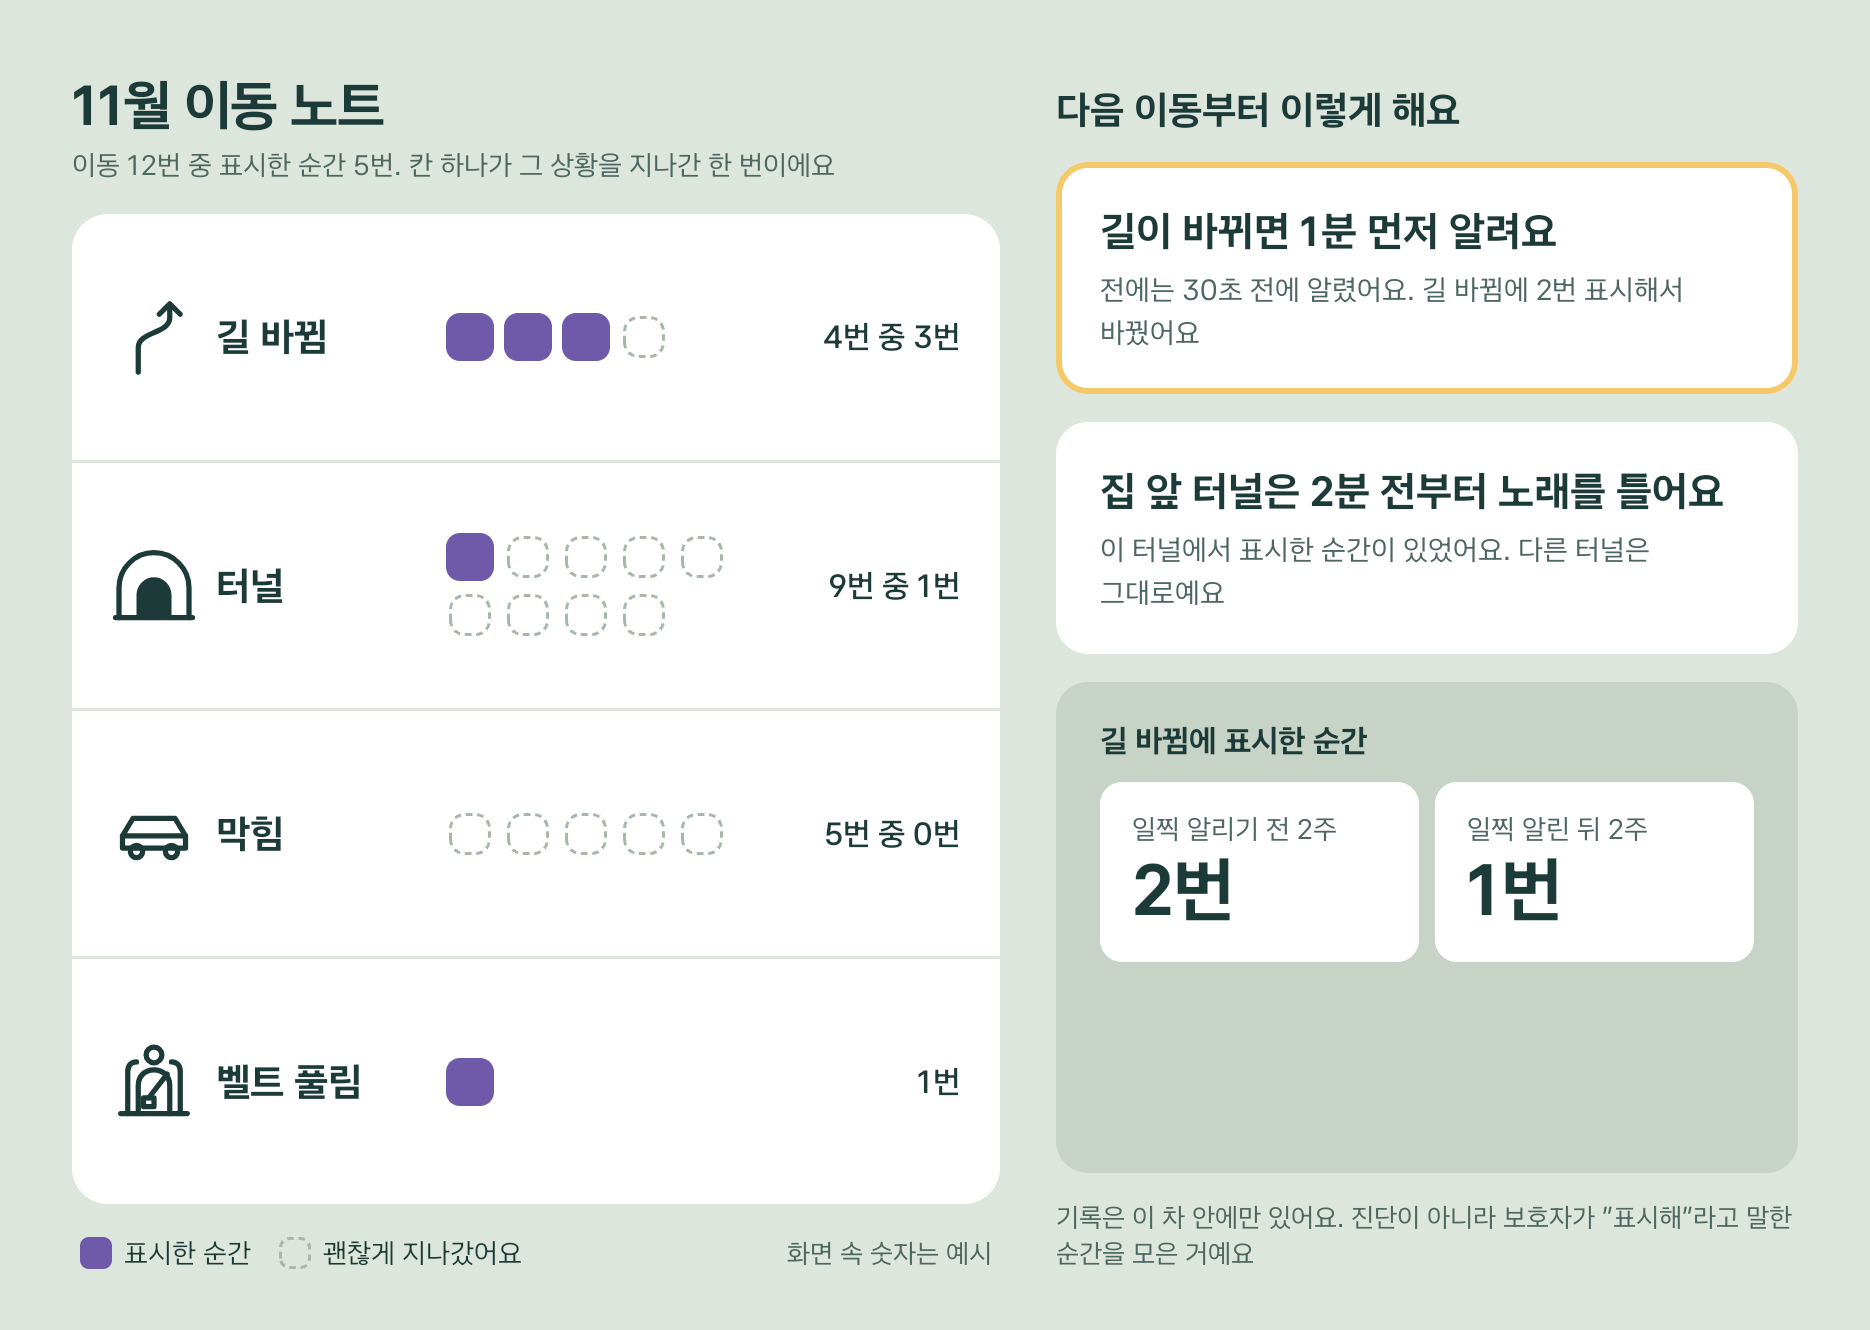 11월 이동 노트
이동 12번 중 표시한 순간 5번. 칸 하나가 그 상황을 지나간 한 번이에요
길 바뀜
4번 중 3번
터널
9번 중 1번
막힘
5번 중 0번
벨트 풀림
1번
표시한 순간
괜찮게 지나갔어요
화면 속 숫자는 예시
다음 이동부터 이렇게 해요
길이 바뀌면 1분 먼저 알려요
전에는 30초 전에 알렸어요. 길 바뀜에 2번 표시해서
바꿨어요
집 앞 터널은 2분 전부터 노래를 틀어요
이 터널에서 표시한 순간이 있었어요. 다른 터널은
그대로예요
길 바뀜에 표시한 순간
일찍 알리기 전 2주
2번
일찍 알린 뒤 2주
1번
기록은 이 차 안에만 있어요. 진단이 아니라 보호자가 "표시해"라고 말한
순간을 모은 거예요